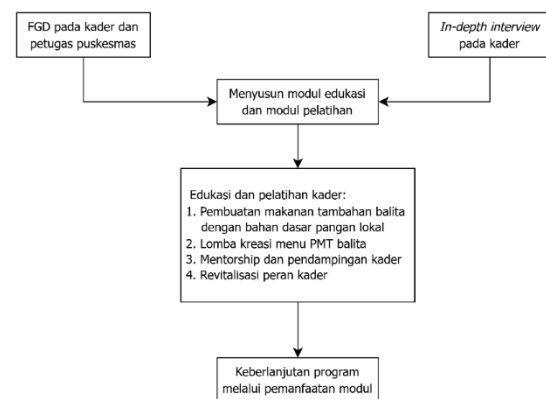 FGD pada kader dan
petugas puskesmas
In-depth interview
pada kader
Menyusun modul edukasi
dan modul pelatihan
Edukasi dan pelatihan kader:
1. Pembuatan makanan tambahan balita
dengan bahan dasar pangan lokal
2. Lomba kreasi menu PMT balita
3. Mentorship dan pendampingan kader
4. Revitalisasi peran kader
Keberlanjutan program
melalui pemanfaatan modul